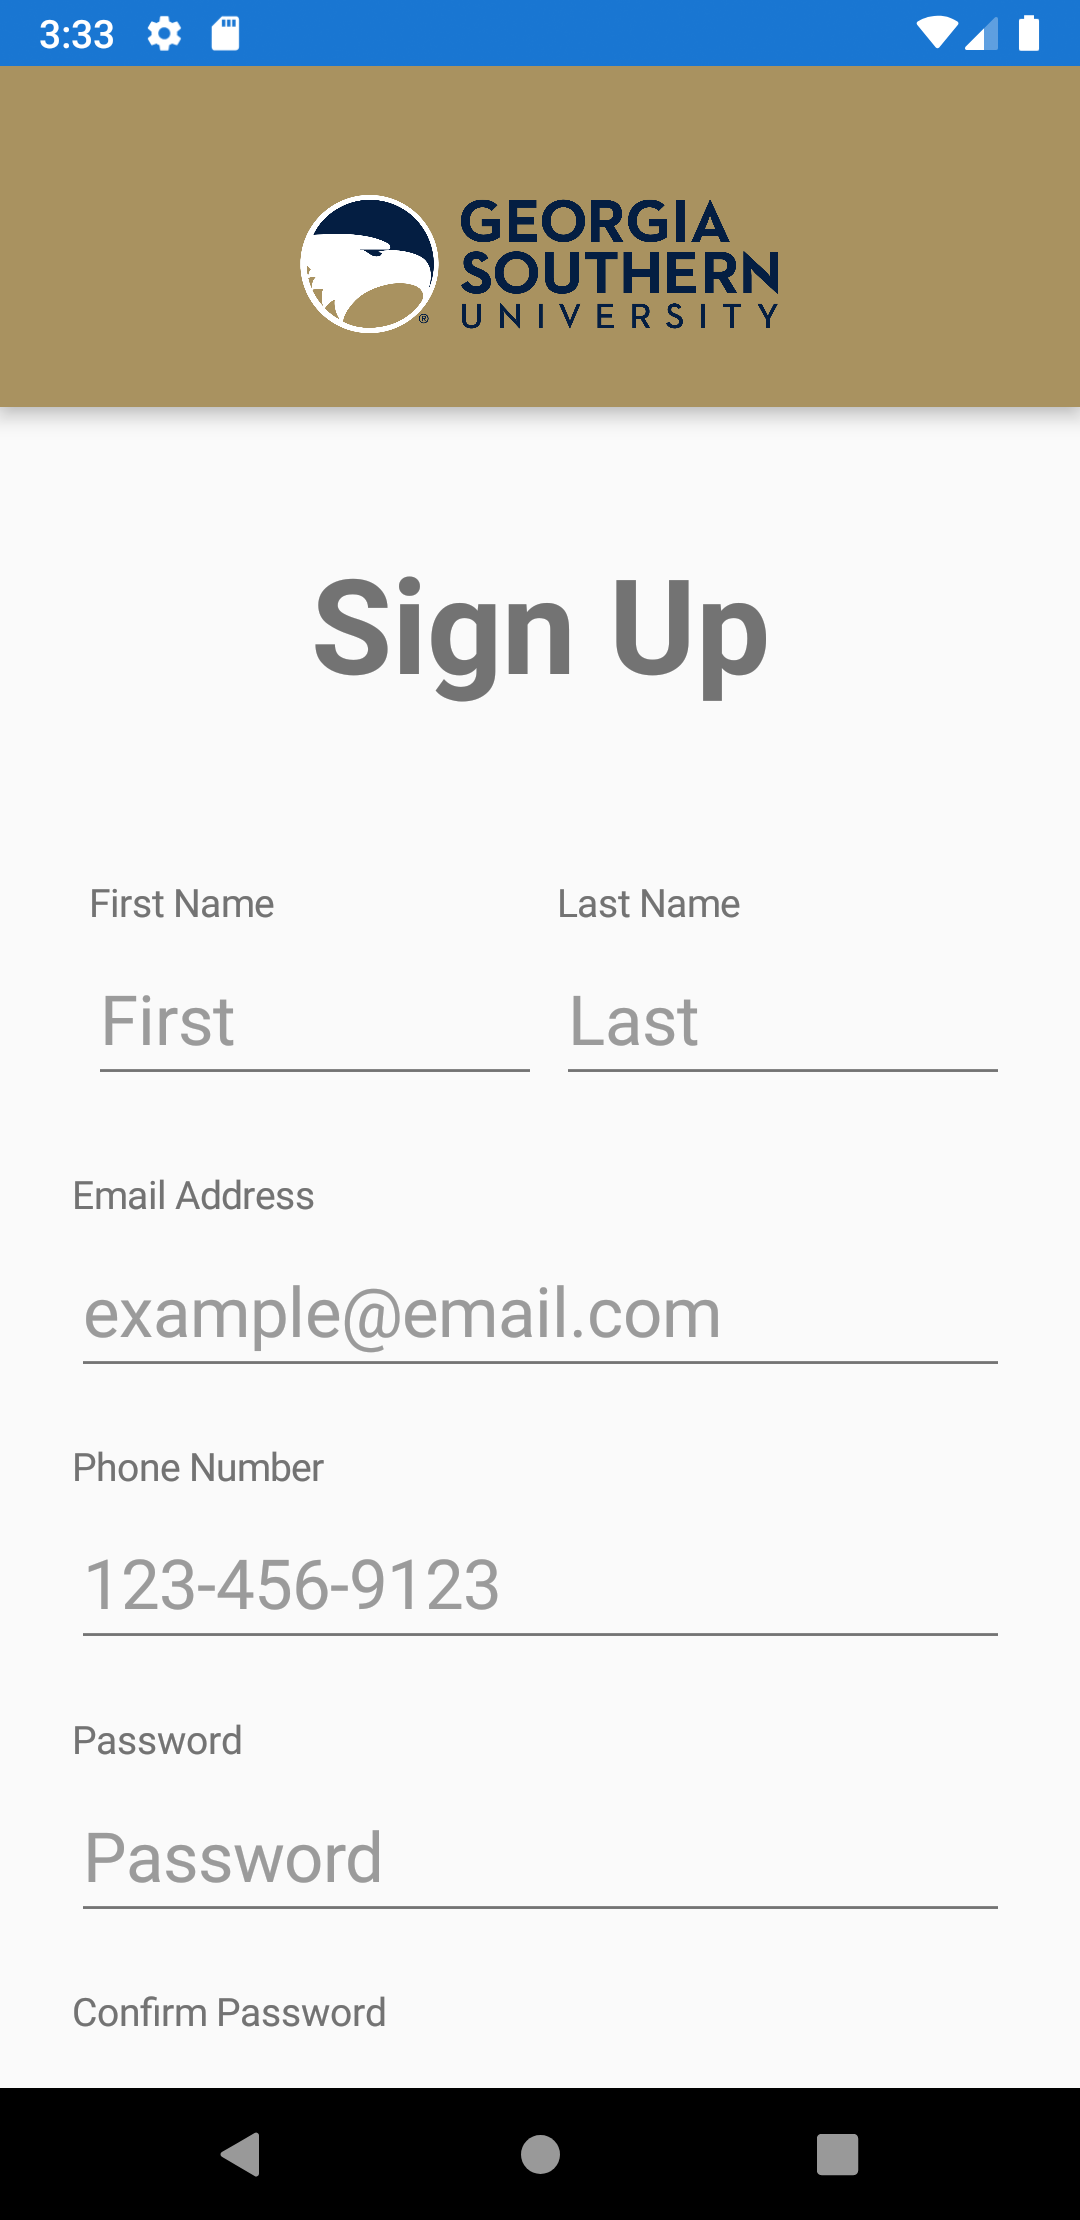 3:33
GEORGIA
SOUTHERN
UNIVERSITY
®
Sign Up
First Name Last Name
First Last
Email Address
example@email.com
Phone Number
123-456-9123
Password
Password
Confirm Password